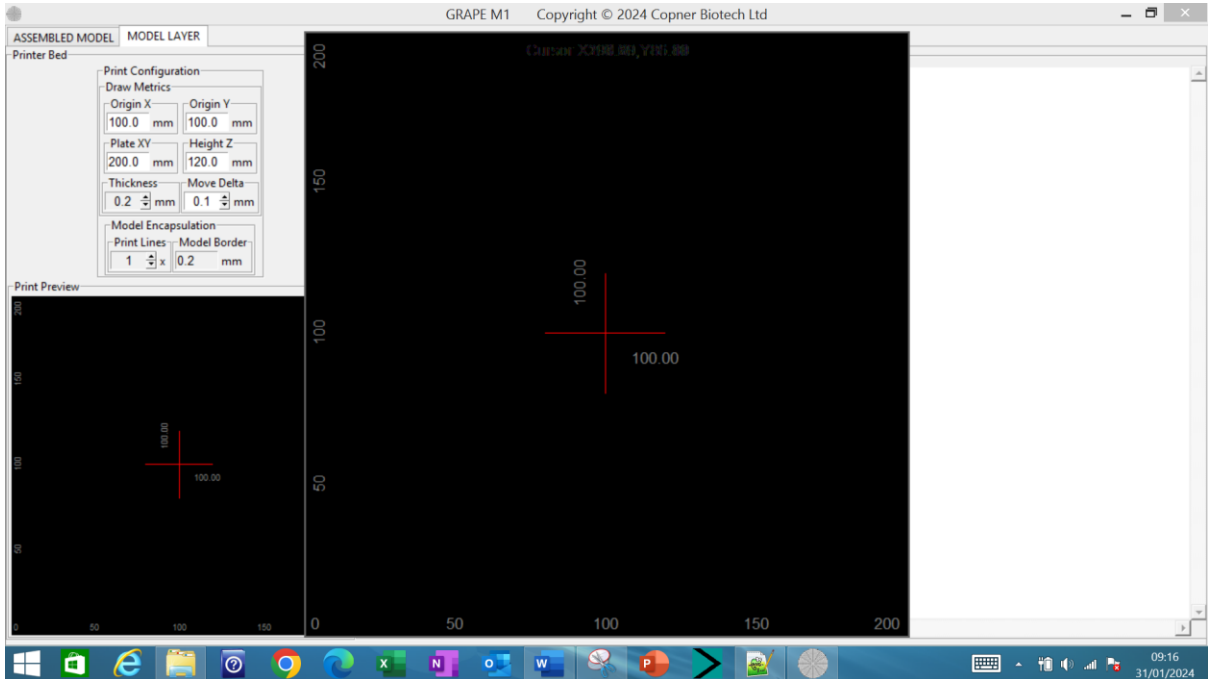 GRAPE M1 Copyright © 2024 Copner Biotech Ltd
ASSEMBLED MODEL MODEL LAYER
Printer Bed
Print Configuration
Draw Metrics
Origin X Origin Y
100.0 mm 100.0 mm
Plate XY Height Z
200.0 mm 120.0 mm
Thickness Move Delta
0.2 mm 0.1 mm
Model Encapsulation
Print Lines Model Border
1 x 0.2 mm
Print Preview
200
150
100
50
0 50 100 150
100.00
100.00
Cursor
200
150
100
50
0 50 100 150 200
100.00
100.00
09:16
31/01/2024